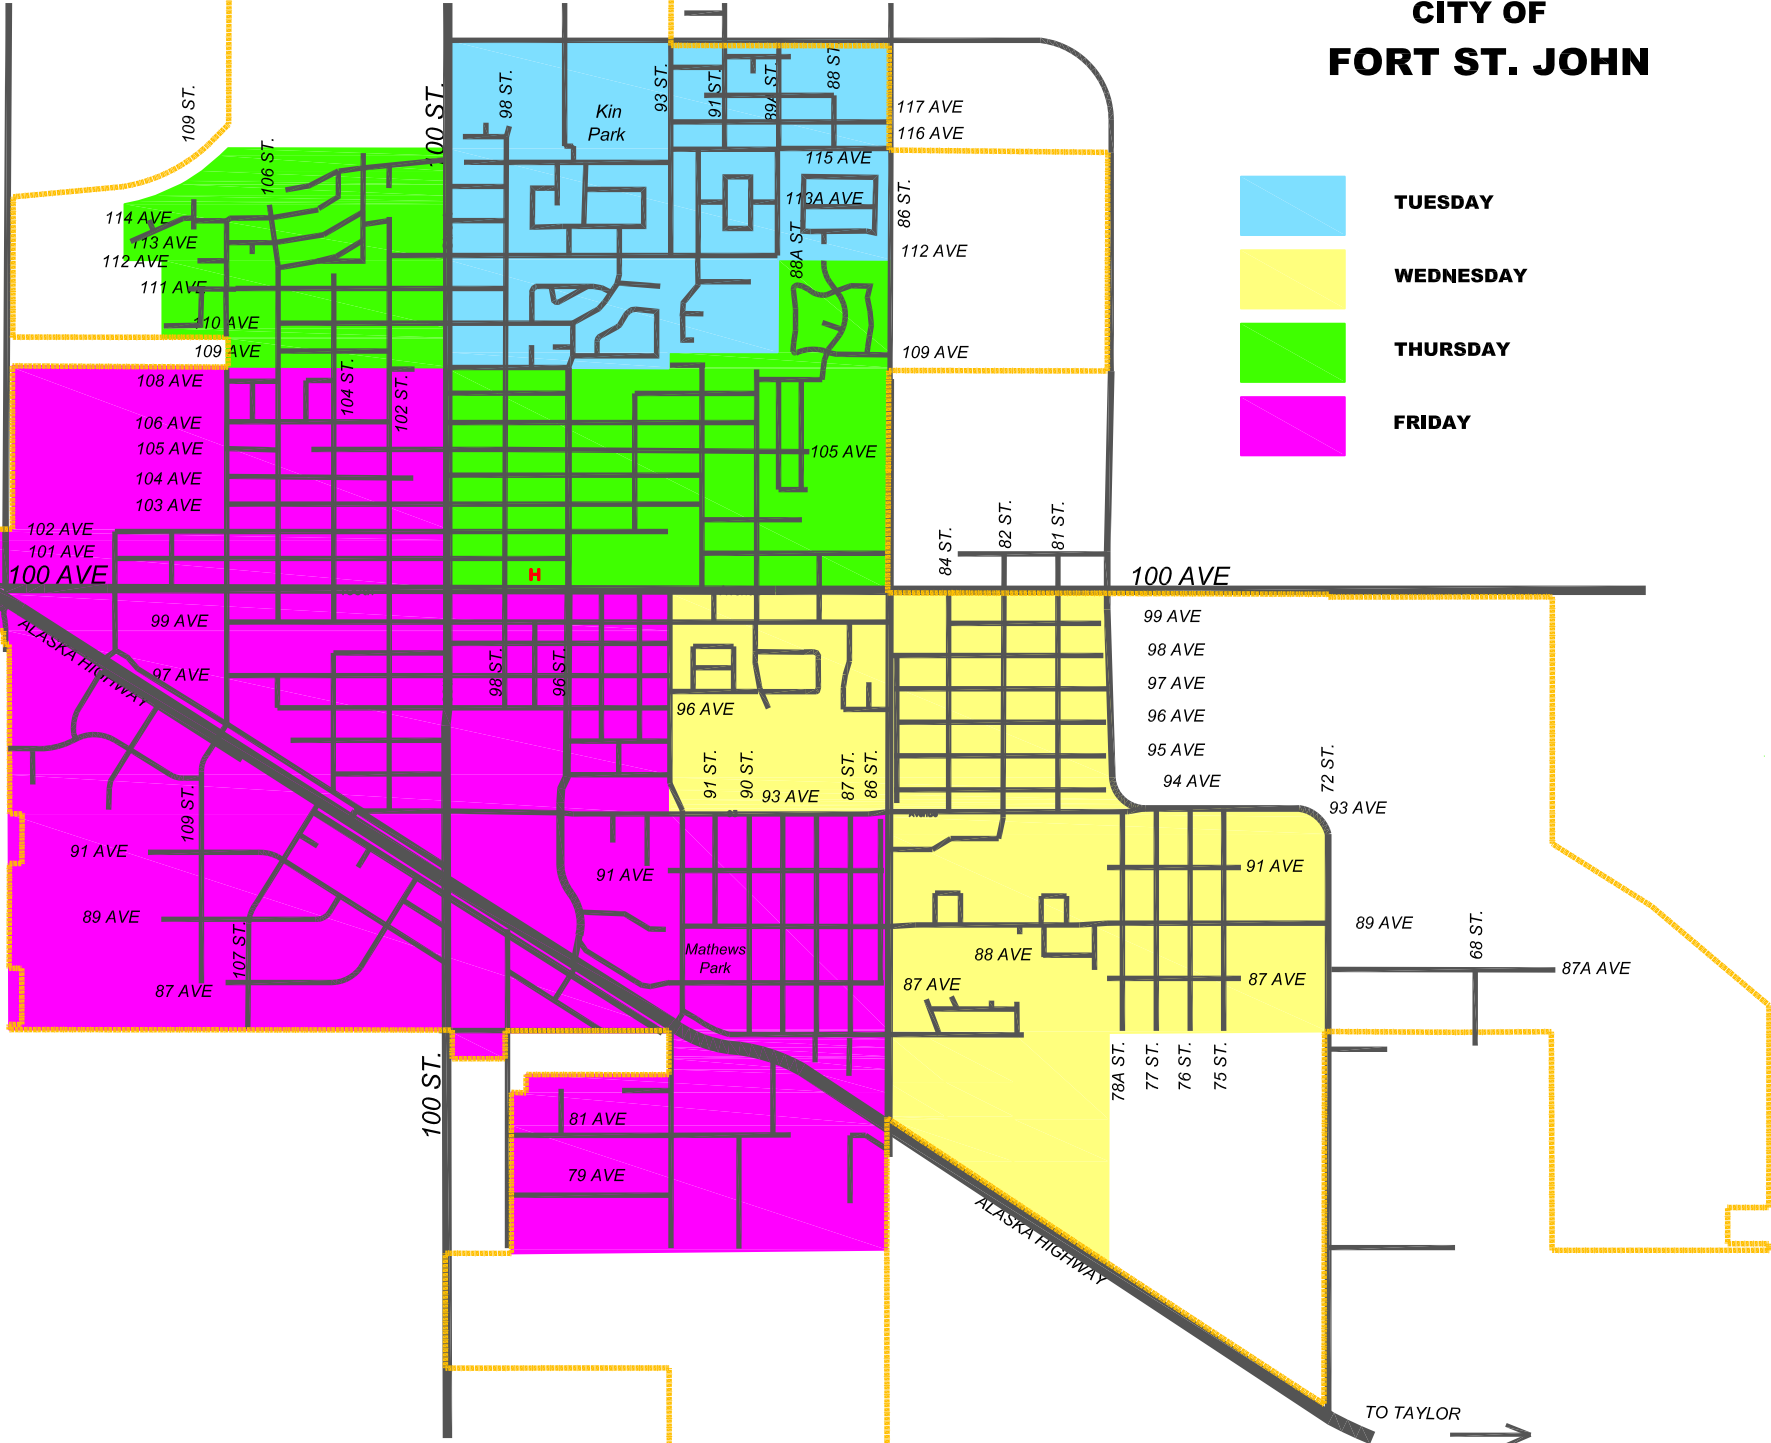 CITY OF
FORT ST. JOHN
TUESDAY
WEDNESDAY
THURSDAY
FRIDAY
109 ST.
106 ST.
100 ST.
98 ST.
Kin
Park
93 ST.
91 ST.
89A ST.
88 ST.
117 AVE
116 AVE
115 AVE
113A AVE
86 ST.
88A ST.
112 AVE
109 AVE
114 AVE
113 AVE
112 AVE
111 AVE
110 AVE
109 AVE
108 AVE
104 ST.
102 ST.
106 AVE
105 AVE
105 AVE
104 AVE
103 AVE
102 AVE
101 AVE
100 AVE
H
84 ST.
82 ST.
81 ST.
100 AVE
99 AVE
ALASKA HIGHWAY
97 AVE
98 ST.
96 ST.
96 AVE
91 ST.
90 ST.
93 AVE
87 ST.
86 ST.
99 AVE
98 AVE
97 AVE
96 AVE
95 AVE
94 AVE
72 ST.
93 AVE
109 ST.
91 AVE
91 AVE
91 AVE
89 AVE
107 ST.
89 AVE
68 ST.
Mathews
Park
88 AVE
87 AVE
87 AVE
87 AVE
87A AVE
100 ST.
78A ST.
77 ST.
76 ST.
75 ST.
81 AVE
79 AVE
ALASKA HIGHWAY
TO TAYLOR